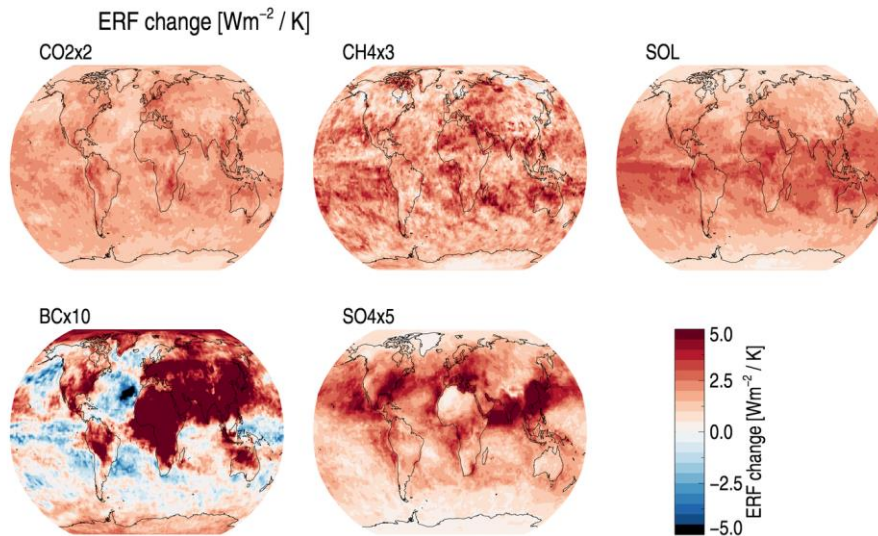 ERF change [Wm⁻² / K]
CO2x2
CH4x3
SOL
BCx10
SO4x5
5.0
2.5
0.0
−2.5
−5.0
ERF change [Wm⁻² / K]